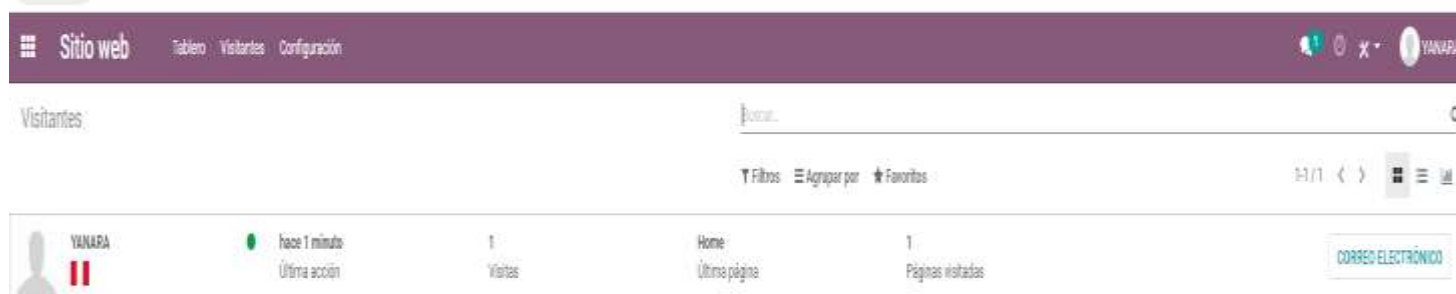 Sitio web Tablero Visitantes Configuración 1 YANARA
Visitantes Buscar...
Filtros Agrupar por Favoritos 1-1 / 1
YANARA hace 1 minuto 1 Home 1 CORREO ELECTRÓNICO
Última acción Visitas Última página Páginas visitadas